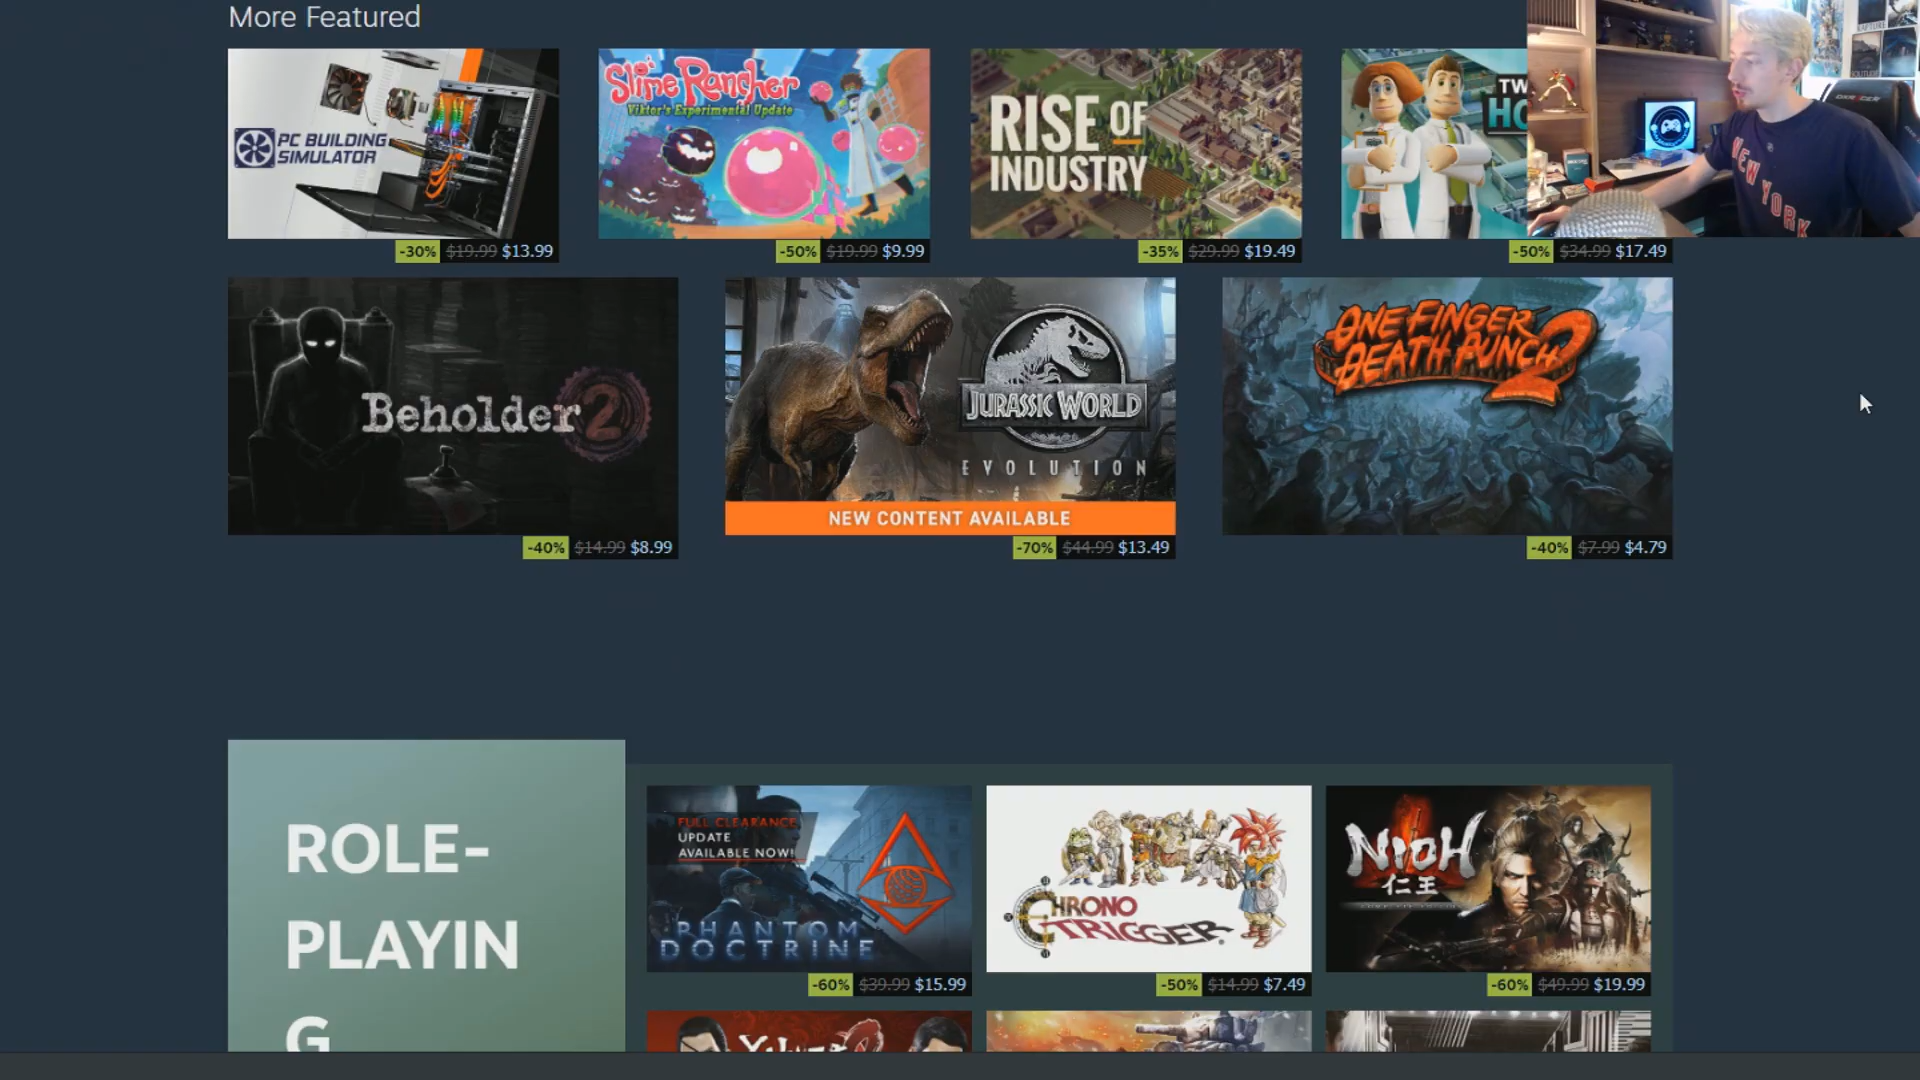 More Featured
PC BUILDING
SIMULATOR
-30% $19.99 $13.99
Slime Rancher
Viktor's Experimental Update
-50% $19.99 $9.99
RISE OF
INDUSTRY
-35% $29.99 $19.49
TW
HO
-50% $34.99 $17.49
NEW YORK
Beholder 2
-40% $14.99 $8.99
JURASSIC WORLD
EVOLUTION
NEW CONTENT AVAILABLE
-70% $44.99 $13.49
ONE FINGER
DEATH PUNCH 2
-40% $7.99 $4.79
ROLE-
PLAYIN
G
FULL CLEARANCE
UPDATE
AVAILABLE NOW!
PHANTOM
DOCTRINE
-60% $39.99 $15.99
CHRONO
TRIGGER
-50% $14.99 $7.49
NIOH
仁王
-60% $49.99 $19.99